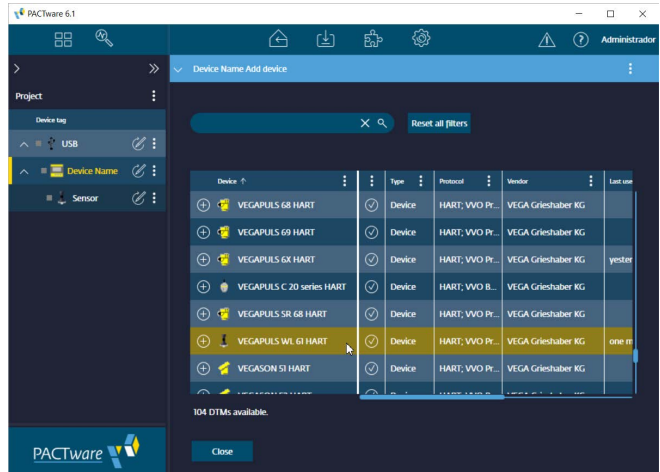 PACTware 6.1
Administrador
Device Name Add device
Project
Device tag
USB
Device Name
Sensor
Reset all filters
Device Type Protocol Vendor Last use
VEGAPULS 68 HART Device HART; VVO Pr... VEGA Grieshaber KG
VEGAPULS 69 HART Device HART; VVO Pr... VEGA Grieshaber KG
VEGAPULS 6X HART Device HART; VVO Pr... VEGA Grieshaber KG yester
VEGAPULS C 20 series HART Device HART; VVO B... VEGA Grieshaber KG
VEGAPULS SR 68 HART Device HART; VVO Pr... VEGA Grieshaber KG
VEGAPULS WL 61 HART Device HART; VVO Pr... VEGA Grieshaber KG one m
VEGASON 51 HART Device HART; VVO Pr... VEGA Grieshaber KG
104 DTMs available.
Close
PACTware